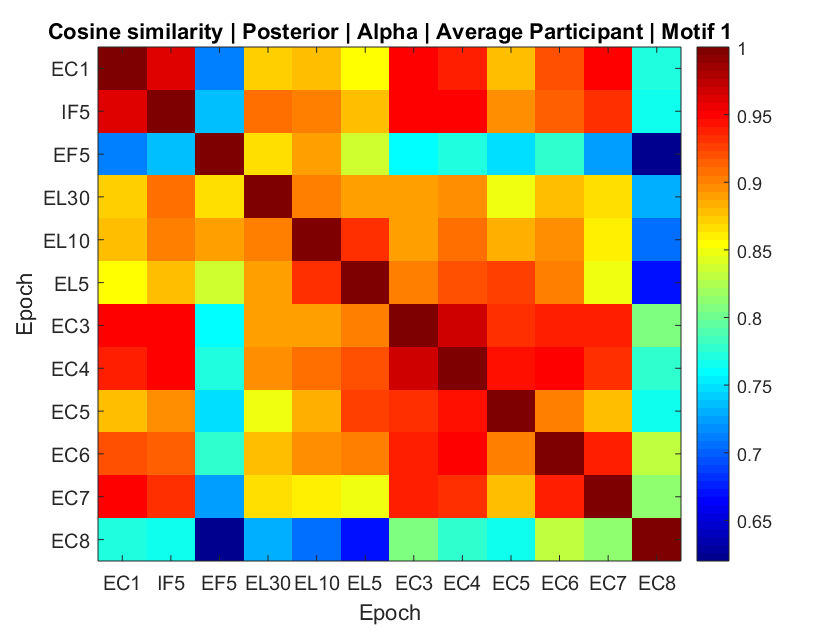 Cosine similarity | Posterior | Alpha | Average Participant | Motif 1
EC1
IF5
EF5
EL30
EL10
EL5
EC3
EC4
EC5
EC6
EC7
EC8
Epoch
EC1 IF5 EF5 EL30 EL10 EL5 EC3 EC4 EC5 EC6 EC7 EC8
Epoch
1
0.95
0.9
0.85
0.8
0.75
0.7
0.65